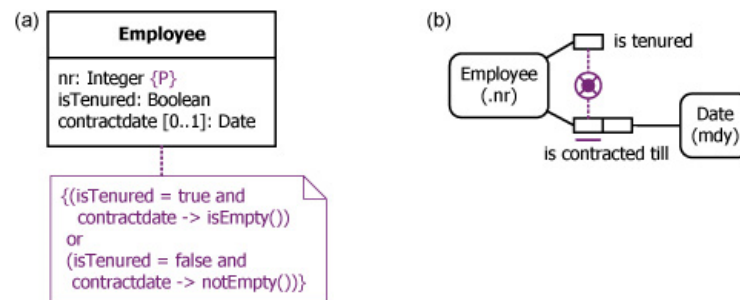 (a)
Employee
nr: Integer {P}
isTenured: Boolean
contractdate [0..1]: Date
{(isTenured = true and
contractdate -> isEmpty())
or
(isTenured = false and
contractdate -> notEmpty())}
(b)
is tenured
Employee
(.nr)
Date
(mdy)
is contracted till